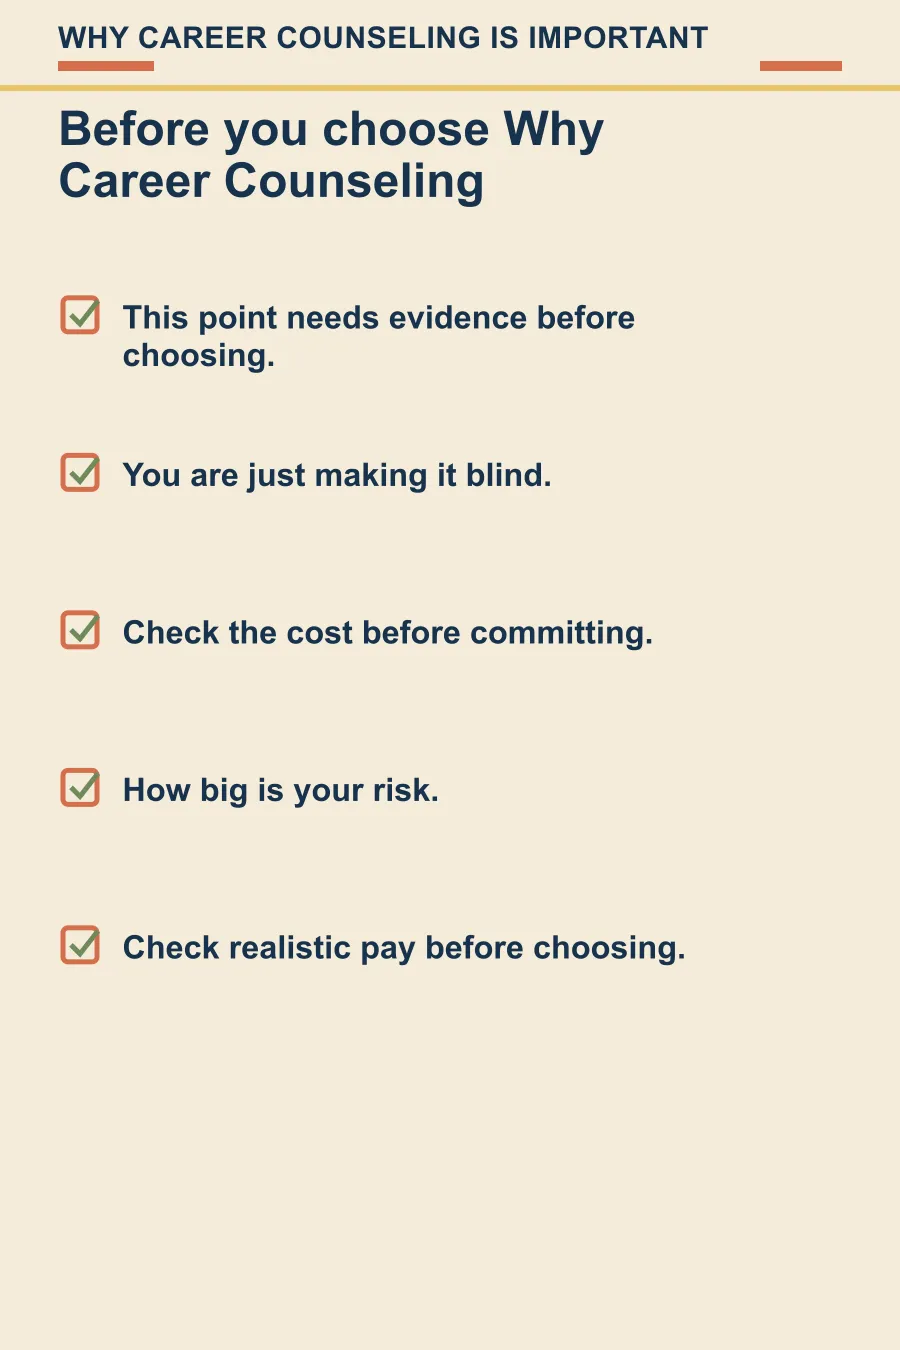 WHY CAREER COUNSELING IS IMPORTANT
Before you choose Why
Career Counseling
This point needs evidence before
choosing.
You are just making it blind.
Check the cost before committing.
How big is your risk.
Check realistic pay before choosing.